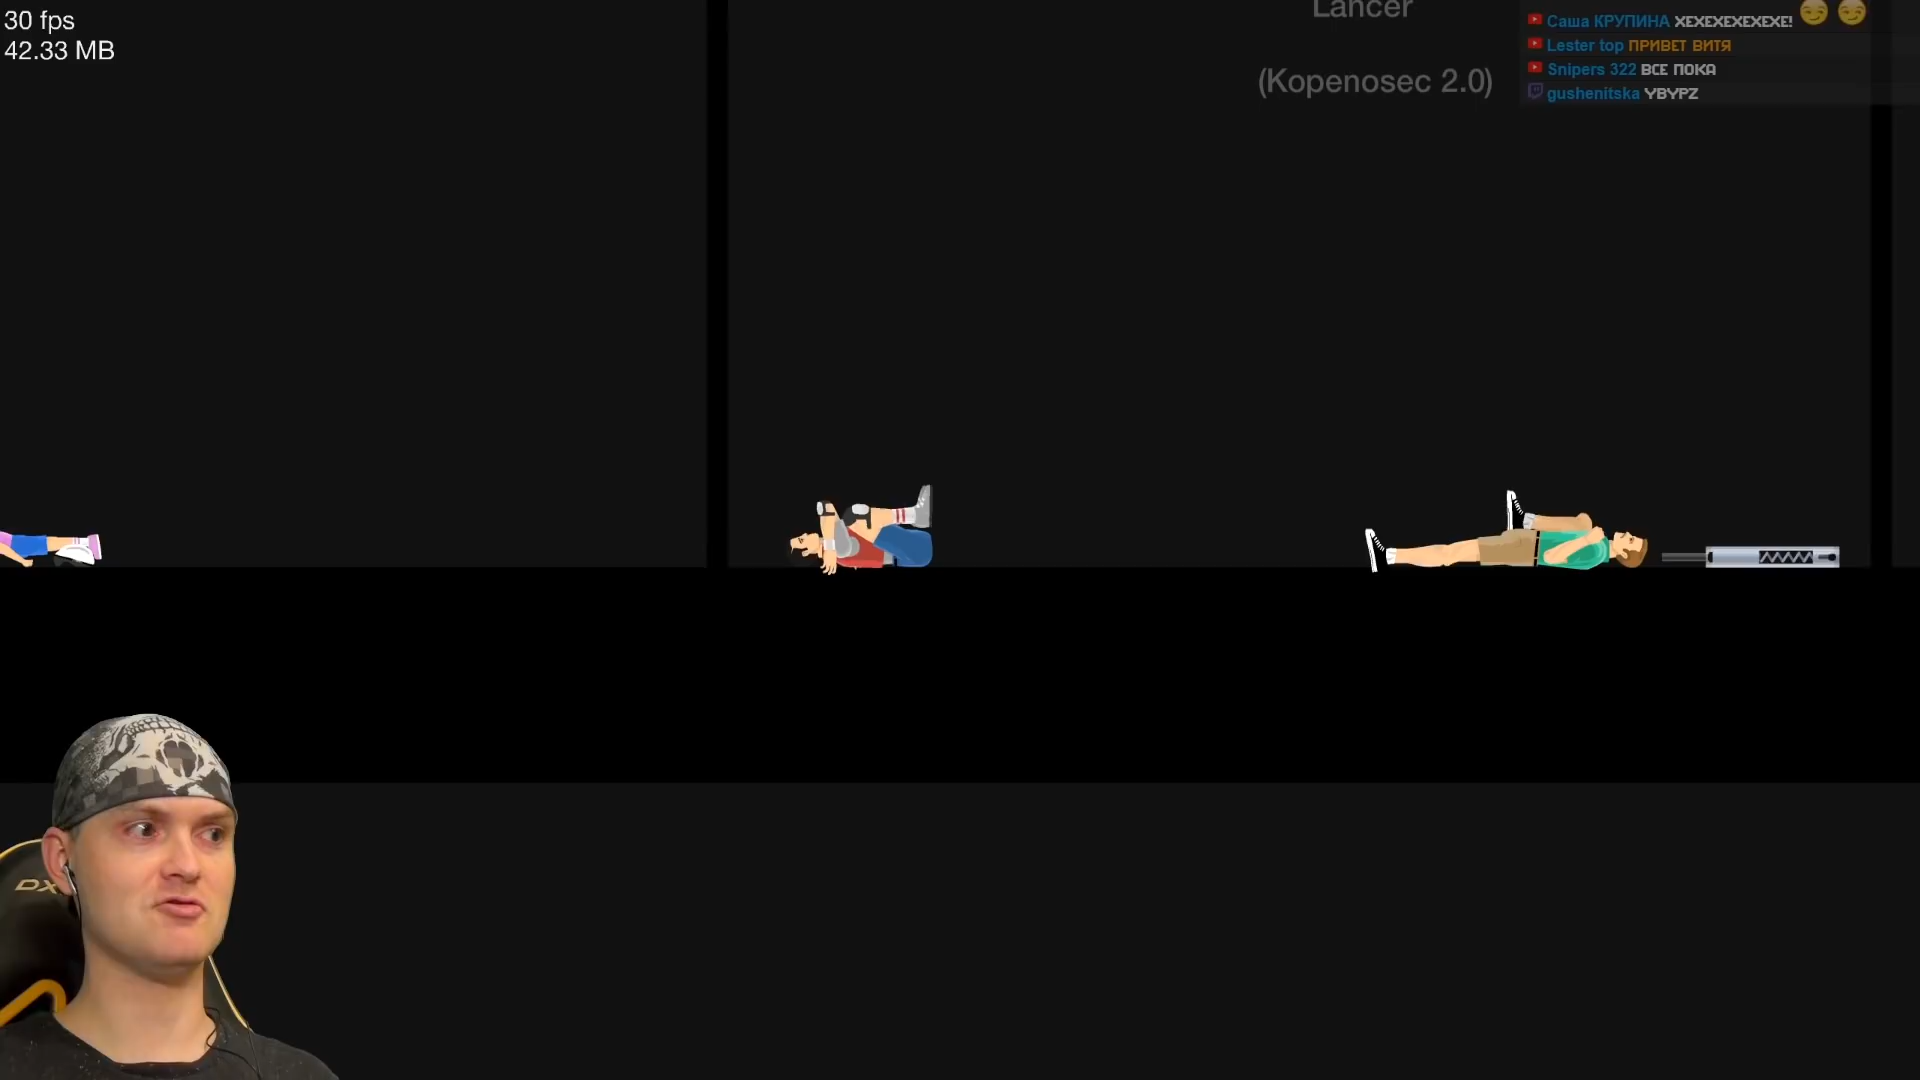 30 fps
42.33 MB
Lancer
(Kopenosec 2.0)
Саша КРУПИНА ХЕХЕХЕХЕХЕХЕ!
Lester top ПРИВЕТ ВИТЯ
Snipers 322 ВСЕ ПОКА
gushenitska YBYPZ
DX